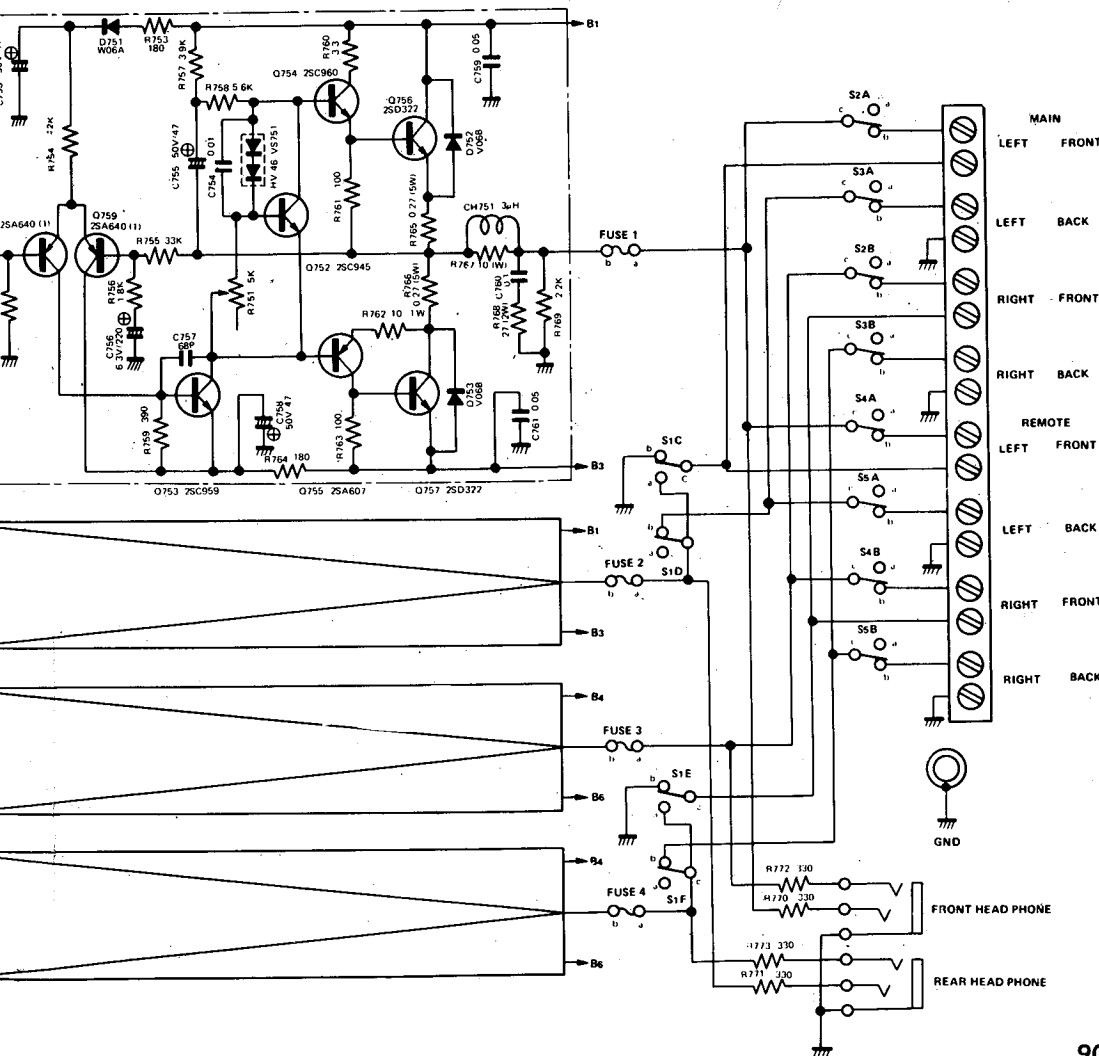 B1
D751
W06A
R753
180
R757 39K
R760
3.3
C759 0.05
Q754 2SC960
R758 5.6K
Q756
2SD322
D752
V06B
C755 50V/47
C754 0.01
HV 46 VS751
R754
R761 100
R765 0.27 (5W)
CH751 3μH
2SA640 (1)
Q759
2SA640 (1)
R755 33K
Q752 2SC945
R767 10 (W)
FUSE 1
b a
R756
1.8K
R751 5K
R766
0.27 (5W)
C760
0.1
R768
27 (2W)
R769 2.2K
C756
6.3V/220
C757
68P
R762 10 1W
D753
V06B
R759 390
C758
50V 47
R763 100
C761 0.05
R764 180
B3
Q753 2SC959
Q755 2SA607
Q757 2SD322
S2A
c a b
MAIN
LEFT FRONT
S3A
a b
LEFT BACK
S2B
a b
RIGHT FRONT
S3B
a b
RIGHT BACK
S4A
a b
REMOTE
LEFT FRONT
S5A
a b
LEFT BACK
S4B
a b
RIGHT FRONT
S5B
a b
RIGHT BACK
S1C
b a c
b a
S1D
B1
FUSE 2
b a
B3
B4
FUSE 3
b a
B6
S1E
b a c
B4
b a c
S1F
FUSE 4
b a
B6
GND
R772 330
R770 330
FRONT HEAD PHONE
R773 330
R771 330
REAR HEAD PHONE
90